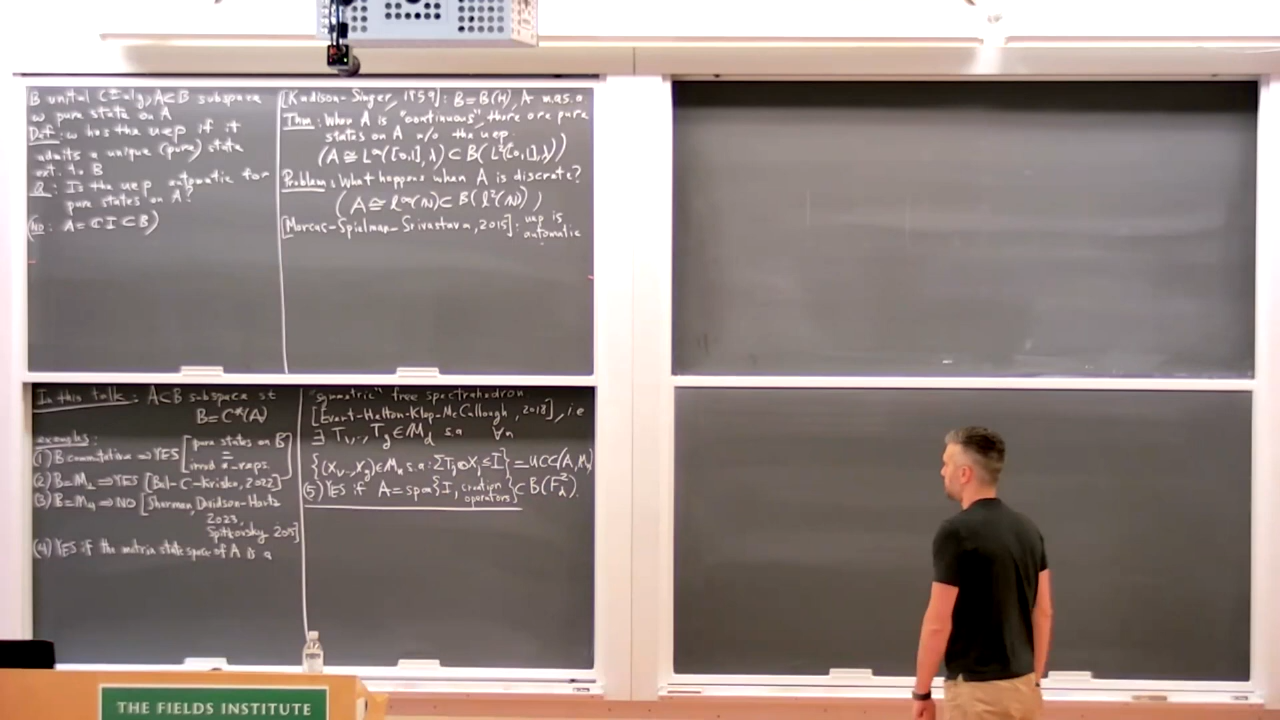 B unital C*-alg, A⊂B subspace
ω pure state on A
Def: ω has the uep if it
admits a unique (pure) state
ext. to B
Q: Is the uep automatic for
pure states on A?
(No: A = ℂI ⊂ B)
[Kadison-Singer, 1959]: B=B(H), A m.a.s.a
Thm: When A is "continuous", there are pure
states on A w/o the uep.
(A ≅ L^∞([0,1], λ) ⊂ B(L²([0,1], λ))
Problem: What happens when A is discrete?
(A ≅ ℓ^∞(ℕ) ⊂ B(ℓ²(ℕ)))
[Marcus-Spielman-Srivastava, 2015]: uep is
automatic
In this talk: A⊂B subspace st
B = C*(A)
examples:
(1) B commutative ⇒ YES [pure states on B
=
irred *-reps.]
(2) B=M₂ ⇒ YES [
-C-
, 2022]
(3) B=M₄ ⇒ NO [Sherman, Davidson-Hartz
2023,
Spitkovsky 2015]
(4) YES if the matrix state space of A is a
"symmetric" free spectrahedron
[Evert-Helton-Klep-McCullough, 2018], i.e
∃ T₁,..., T_g ∈ M_d s.a ∀n
{(X₁,..., X_g) ∈ M_n s.a : ΣT_j⊗X_j ≤ I} = UCC(A, M_n)
(5) YES if A = span{I, creation
operators} ⊂ B(F²_d).
THE FIELDS INSTITUTE